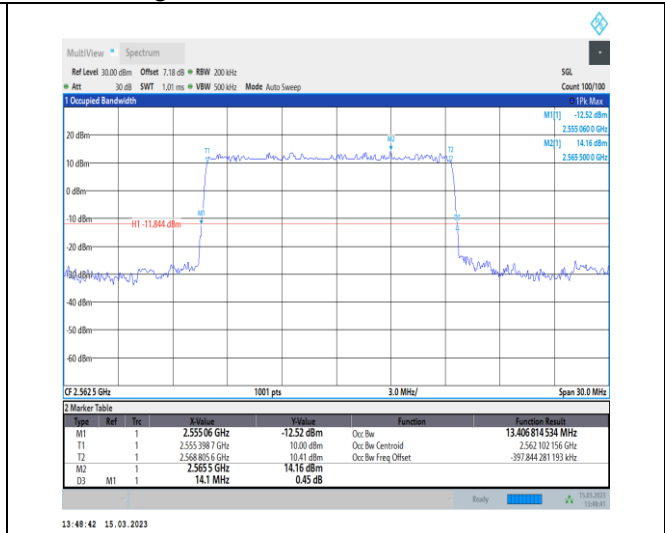 MultiView Spectrum
Ref Level 30.00 dBm Offset 7.18 dB RBW 200 kHz SGL
Att 30 dB SWT 1.01 ms VBW 500 kHz Mode Auto Sweep Count 100/100
1 Occupied Bandwidth 1Pk Max
M1[1] -12.52 dBm
2.555 060 0 GHz
M2[1] 14.16 dBm
2.565 500 0 GHz
20 dBm
M2
T1
T2
10 dBm
0 dBm
M1
-10 dBm
H1 -11.844 dBm
D3
-20 dBm
-30 dBm
-40 dBm
-50 dBm
-60 dBm
CF 2.562 5 GHz 1001 pts 3.0 MHz/ Span 30.0 MHz
2 Marker Table
Type Ref Trc X-Value Y-Value Function Function Result
M1 1 2.555 06 GHz -12.52 dBm Occ Bw 13.406 814 534 MHz
T1 1 2.555 398 7 GHz 10.00 dBm Occ Bw Centroid 2.562 102 156 GHz
T2 1 2.568 805 6 GHz 10.41 dBm Occ Bw Freq Offset -397.844 281 193 kHz
M2 1 2.565 5 GHz 14.16 dBm
D3 M1 1 14.1 MHz 0.45 dB
Ready 15.03.2023
13:48:41
13:48:42 15.03.2023